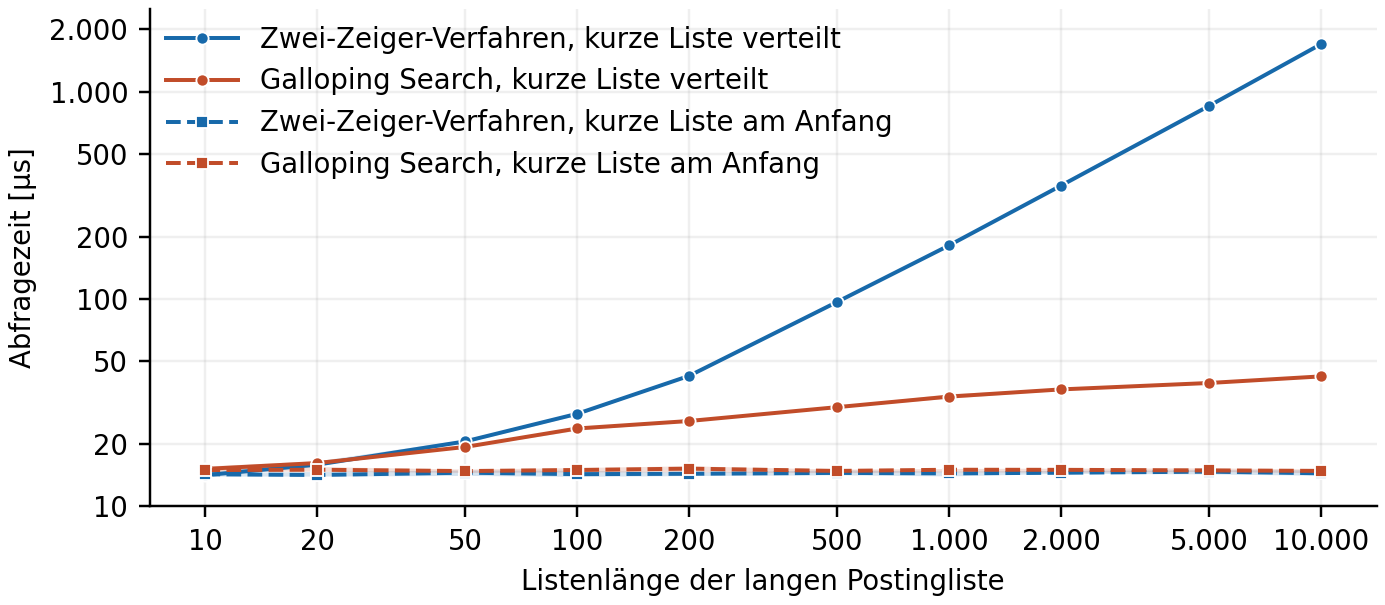 2.000
1.000
500
200
100
50
20
10
Abfragezeit [µs]
Zwei-Zeiger-Verfahren, kurze Liste verteilt
Galloping Search, kurze Liste verteilt
Zwei-Zeiger-Verfahren, kurze Liste am Anfang
Galloping Search, kurze Liste am Anfang
10 20 50 100 200 500 1.000 2.000 5.000 10.000
Listenlänge der langen Postingliste